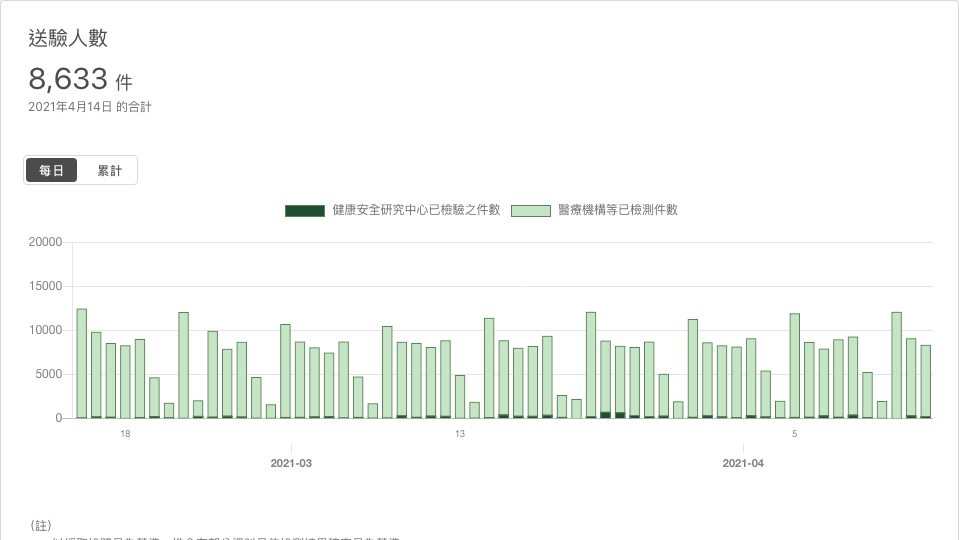 送驗人數
8,633 件
2021年4月14日 的合計
每日 累計
健康安全研究中心已檢驗之件數 醫療機構等已檢測件數
20000
15000
10000
5000
0
18 13 5
2021-03 2021-04
(註)